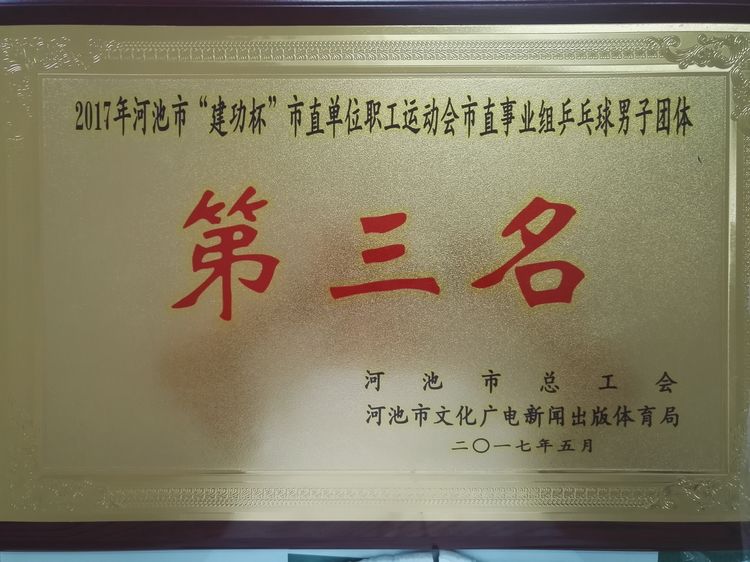 2017年河池市“建功杯”市直单位职工运动会市直事业组乒乓球男子团体
第三名
河池市总工会
河池市文化广电新闻出版体育局
二〇一七年五月